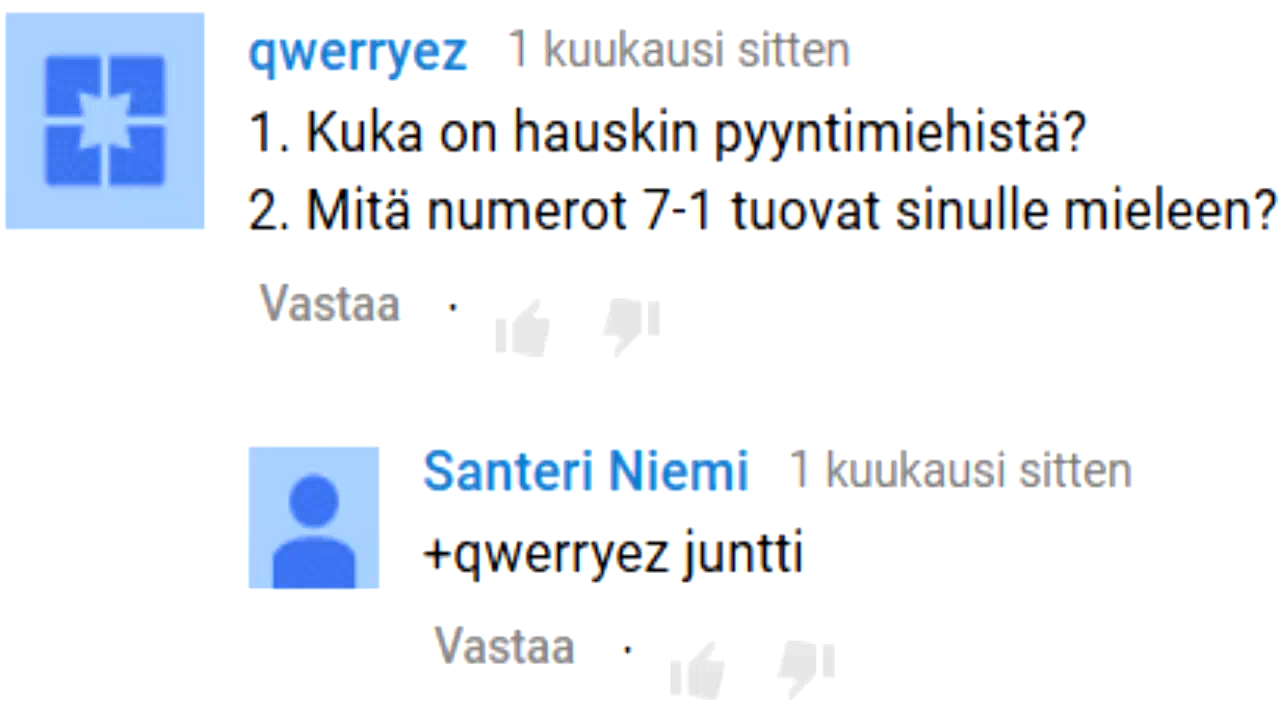 qwerryez 1 kuukausi sitten
1. Kuka on hauskin pyyntimiehistä?
2. Mitä numerot 7-1 tuovat sinulle mieleen?
Vastaa ·
Santeri Niemi 1 kuukausi sitten
+qwerryez juntti
Vastaa ·